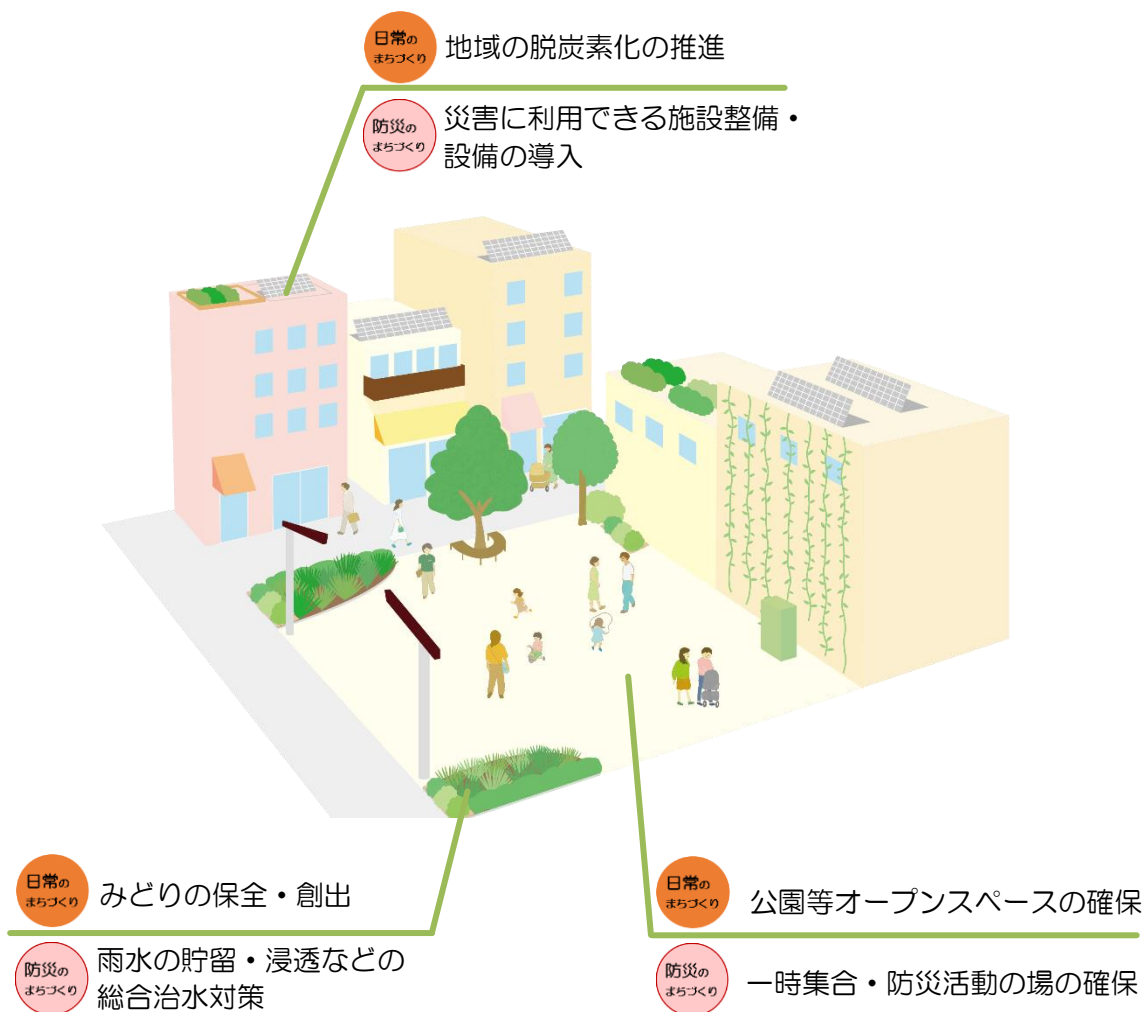 日常の
まちづくり
地域の脱炭素化の推進
防災の
まちづくり
災害に利用できる施設整備・
設備の導入
日常の
まちづくり
みどりの保全・創出
防災の
まちづくり
雨水の貯留・浸透などの
総合治水対策
日常の
まちづくり
公園等オープンスペースの確保
防災の
まちづくり
一時集合・防災活動の場の確保